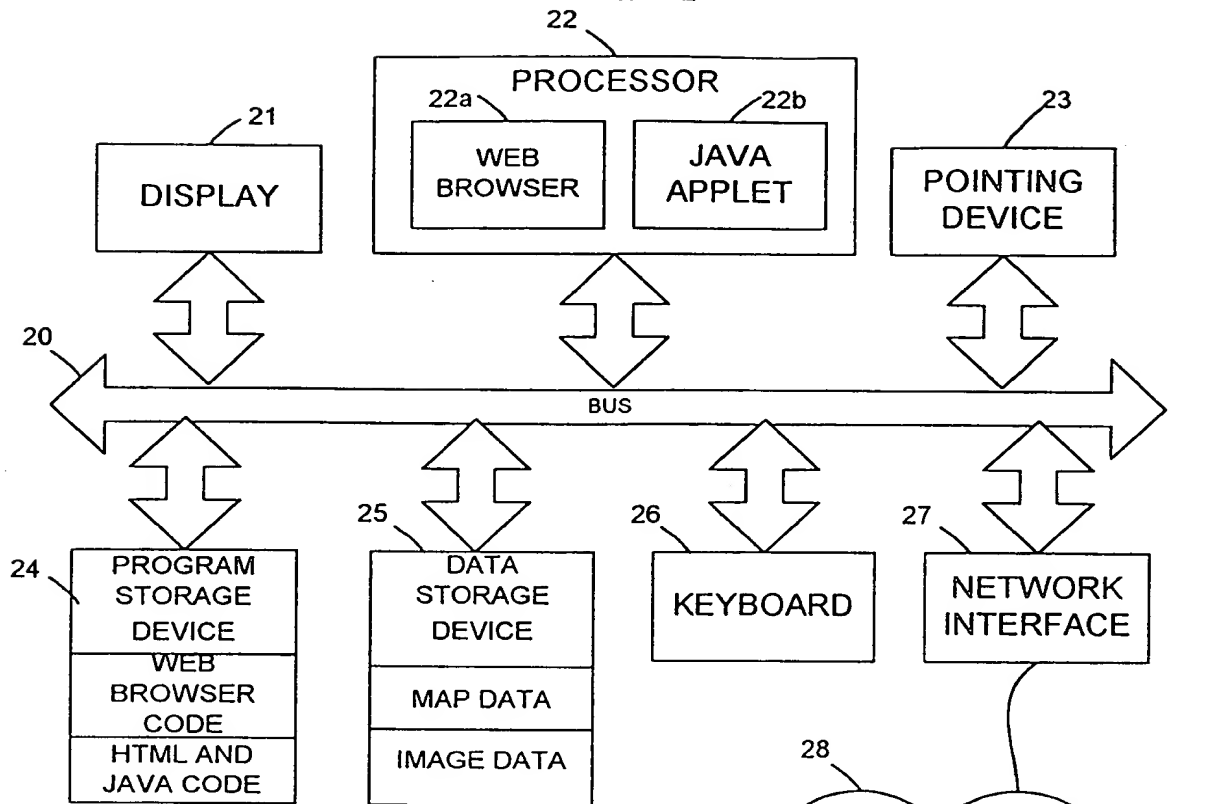 22
PROCESSOR
22a
22b
21
23
DISPLAY
WEB
BROWSER
JAVA
APPLET
POINTING
DEVICE
20
BUS
24
PROGRAM
STORAGE
DEVICE
WEB
BROWSER
CODE
HTML AND
JAVA CODE
25
DATA
STORAGE
DEVICE
MAP DATA
IMAGE DATA
26
KEYBOARD
27
NETWORK
INTERFACE
28